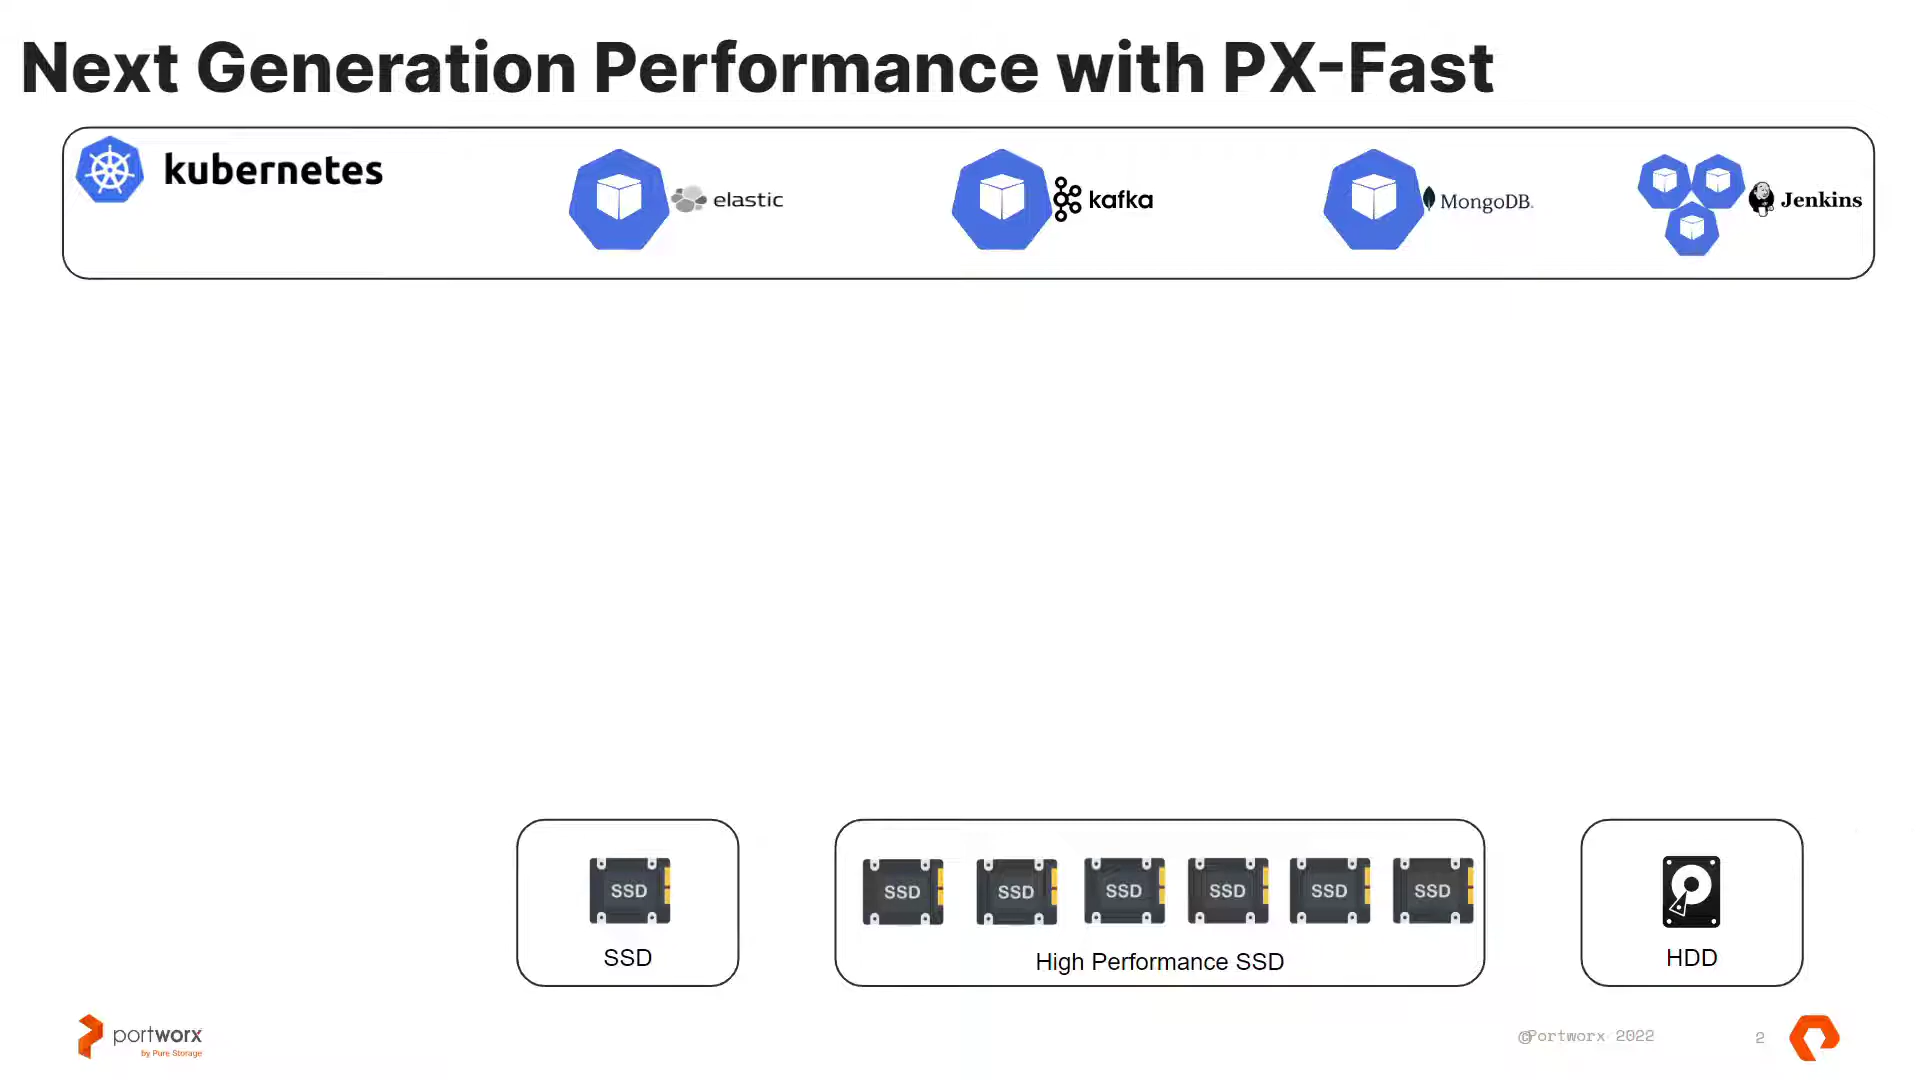 Next Generation Performance with PX-Fast
kubernetes
elastic
kafka
MongoDB.
Jenkins
SSD
SSD
SSD SSD SSD SSD SSD SSD
High Performance SSD
HDD
portworx
by Pure Storage
©Portworx 2022
2